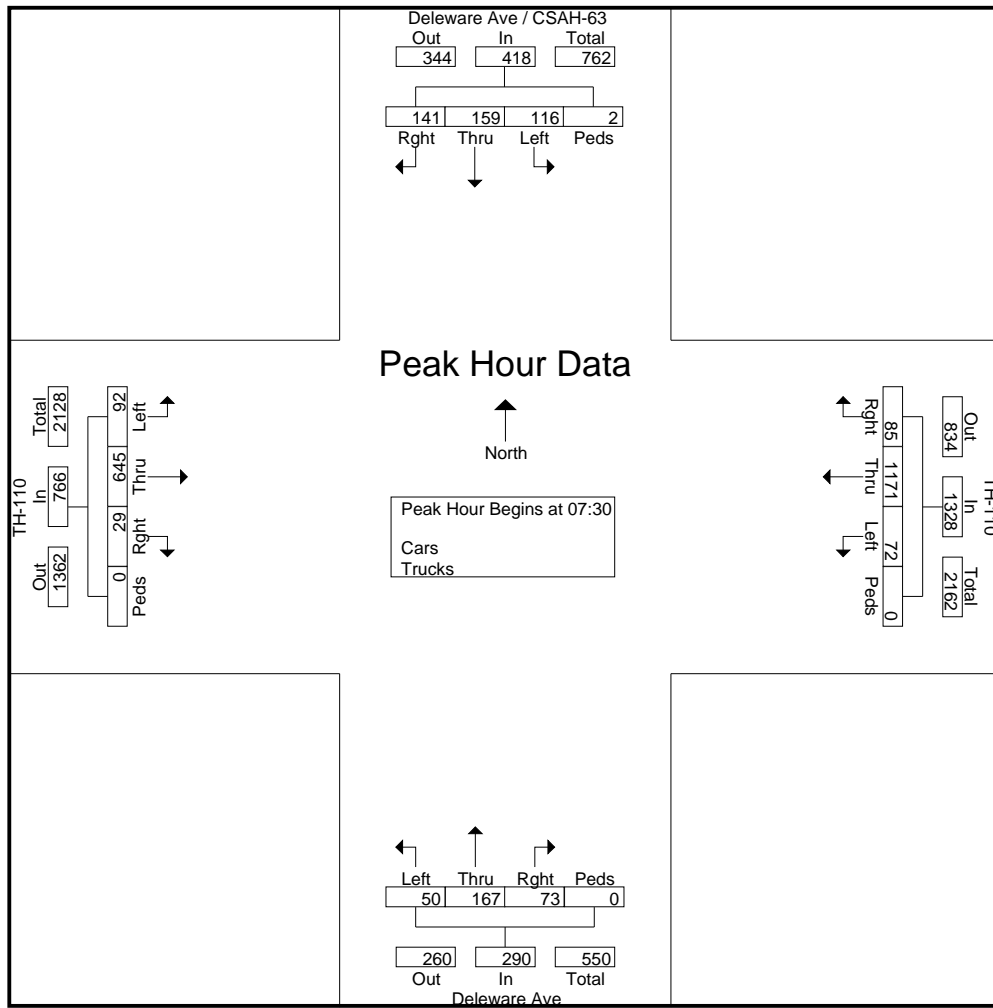 Deleware Ave / CSAH-63
Out In Total
344 418 762
141 159 116 2
Rght Thru Left Peds
Peak Hour Data
North
Peak Hour Begins at 07:30
Cars
Trucks
TH-110
Total In Out
2128 766 1362
92 645 29 0
Left Thru Rght Peds
Rght Thru Left Peds
85 1171 72 0
Out In Total
834 1328 2162
TH-110
Left Thru Rght Peds
50 167 73 0
260 290 550
Out In Total
Deleware Ave